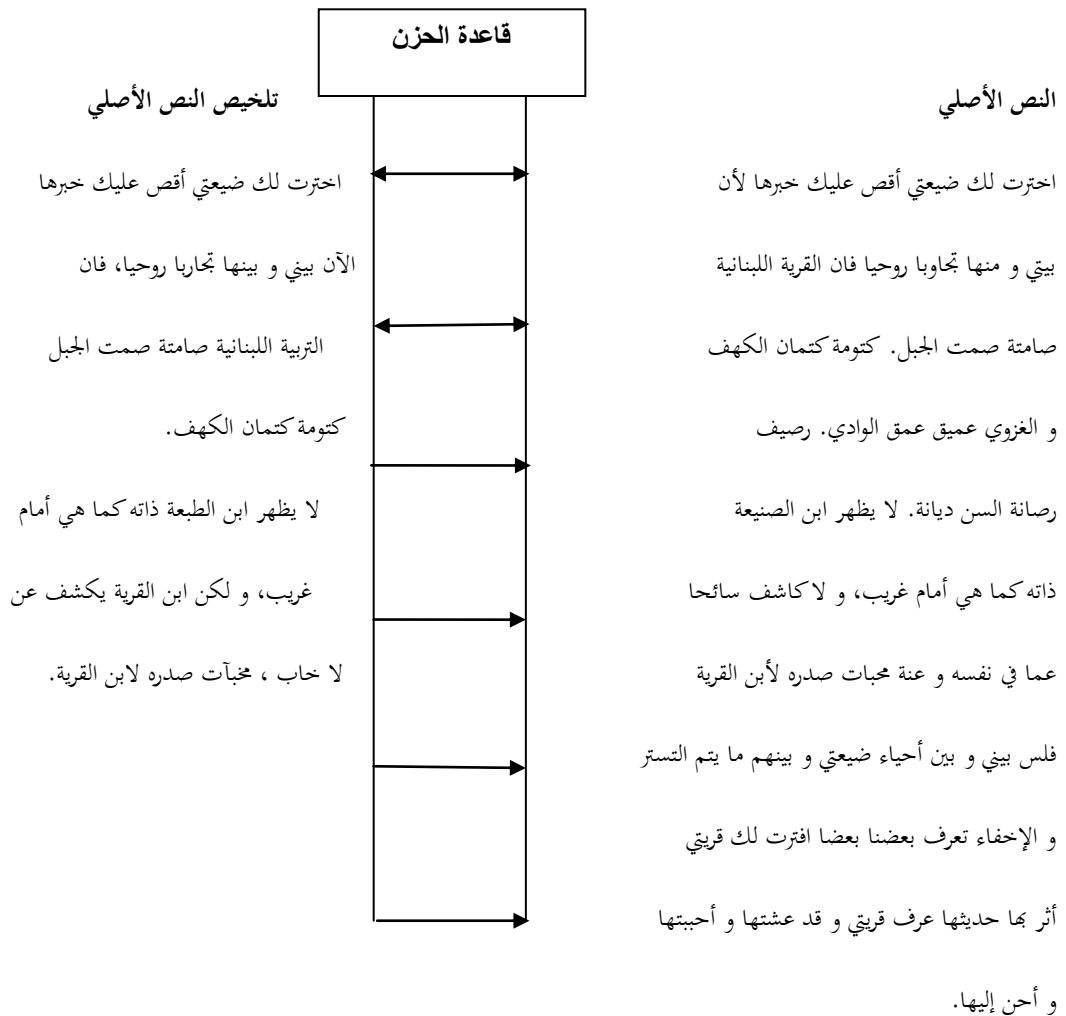 قاعدة الحزن
النص الأصلي
اخترت لك ضيعتي أقص عليك خبرها لأن
بيتي و منها تجاوبا روحيا فان القرية اللبنانية
صامتة صمت الجبل. كتومة كتمان الكهف
و الغزوي عميق عمق الوادي. رصيف
رصانة السن ديانة. لا يظهر ابن الصنيعة
ذاته كما هي أمام غريب، و لا كاشف سائحا
عما في نفسه و عنة محبات صدره لأبن القرية
فلس بيني و بين أحياء ضيعتي و بينهم ما يتم التستر
و الإخفاء تعرف بعضنا بعضا افترت لك قريتي
أثر بها حديثها عرف قريتي و قد عشتها و أحببتها
و أحن إليها.
تلخيص النص الأصلي
اخترت لك ضيعتي أقص عليك خبرها
الآن بيني و بينها تجاربا روحيا، فان
التربية اللبنانية صامتة صمت الجبل
كتومة كتمان الكهف.
لا يظهر ابن الطبعة ذاته كما هي أمام
غريب، و لكن ابن القرية يكشف عن
لا خاب ، مخبآت صدره لابن القرية.